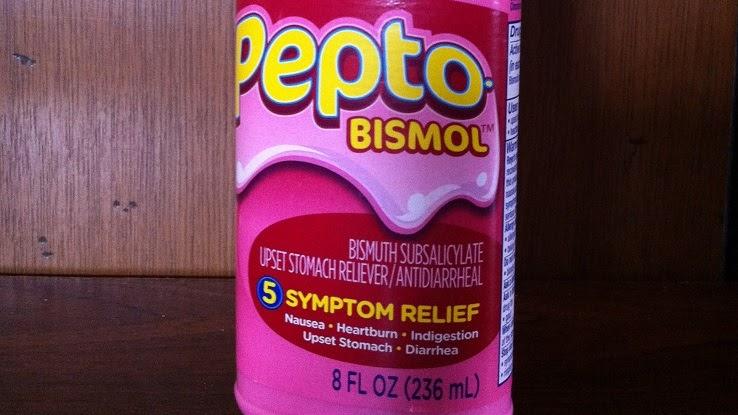 Pepto-
BISMOL™
BISMUTH SUBSALICYLATE
UPSET STOMACH RELIEVER/ANTIDIARRHEAL
5 SYMPTOM RELIEF
Nausea • Heartburn • Indigestion
Upset Stomach • Diarrhea
8 FL OZ (236 mL)